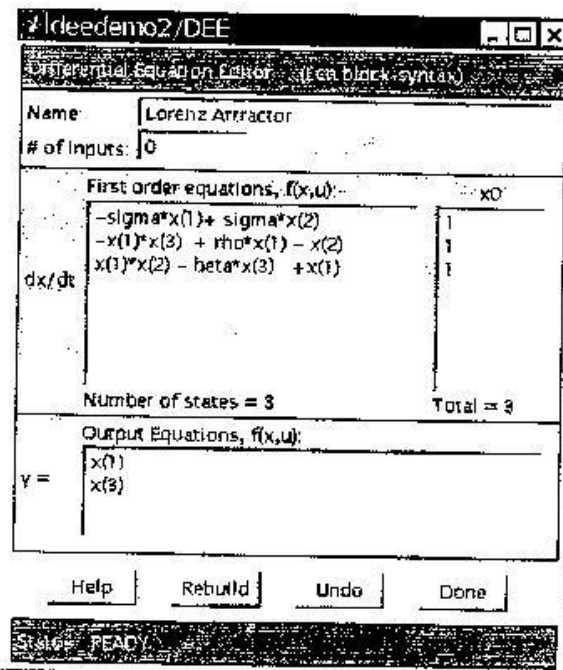 deedemo2/DEE
Differential Equation Editor (Fcn block syntax)
Name: Lorenz Attractor
# of Inputs: 0
First order equations, f(x,u): x0
-sigma*x(1)+ sigma*x(2) 1
-x(1)*x(3) + rho*x(1) - x(2) 1
x(1)*x(2) - beta*x(3) +x(1) 1
dx/dt
Number of states = 3 Total = 3
Output Equations, f(x,u):
x(1)
y =
x(3)
Help Rebuild Undo Done
Status: READY